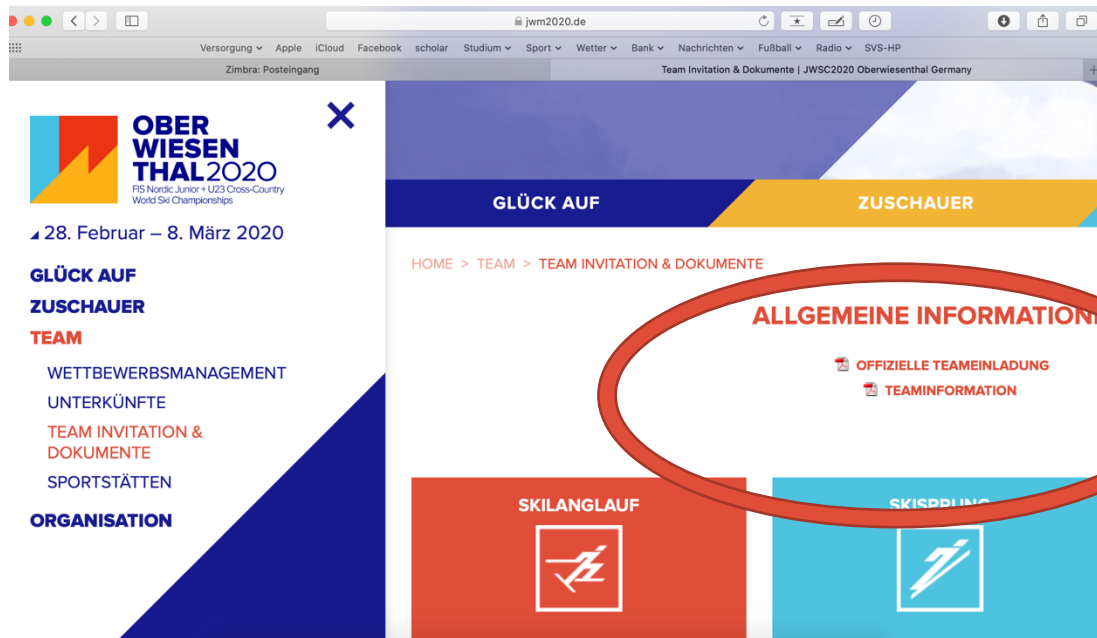 jwm2020.de
Versorgung Apple iCloud Facebook scholar Studium Sport Wetter Bank Nachrichten Fußball Radio SVS-HP
Zimbra: Posteingang
Team Invitation & Dokumente | JWSC2020 Oberwiesenthal Germany
OBER
WIESEN
THAL2020
FIS Nordic Junior + U23 Cross-Country
World Ski Championships
28. Februar – 8. März 2020
GLÜCK AUF
ZUSCHAUER
TEAM
WETTBEWERBSMANAGEMENT
UNTERKÜNFTE
TEAM INVITATION &
DOKUMENTE
SPORTSTÄTTEN
ORGANISATION
GLÜCK AUF
ZUSCHAUER
HOME > TEAM > TEAM INVITATION & DOKUMENTE
ALLGEMEINE INFORMATION
OFFIZIELLE TEAMEINLADUNG
TEAMINFORMATION
SKILANGLAUF
SKISPRUNG